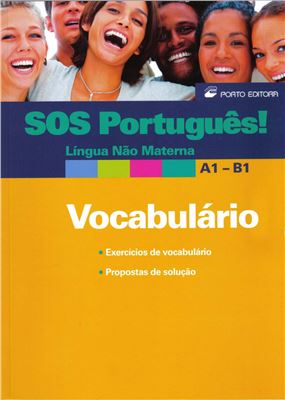 PORTO EDITORA
SOS Português!
Língua Não Materna
A1 – B1
Vocabulário
• Exercícios de vocabulário
• Propostas de solução